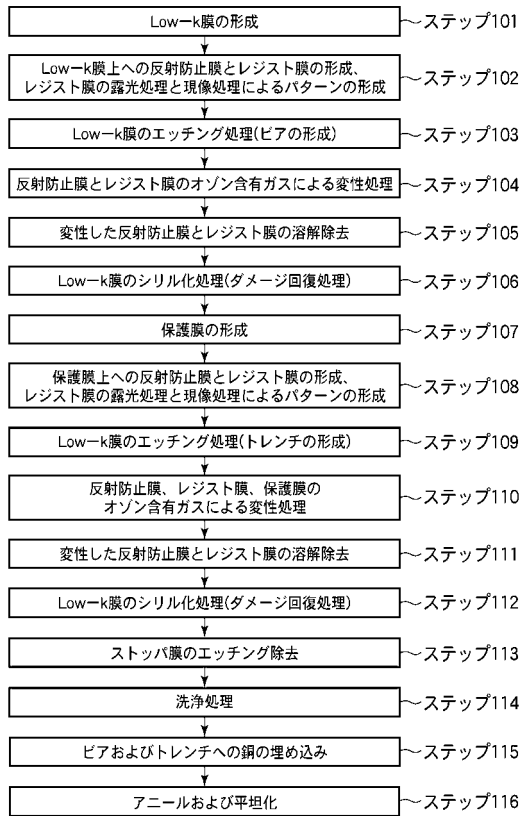 Low－k膜の形成 ステップ101
Low－k膜上への反射防止膜とレジスト膜の形成、
レジスト膜の露光処理と現像処理によるパターンの形成 ステップ102
Low－k膜のエッチング処理(ビアの形成) ステップ103
反射防止膜とレジスト膜のオゾン含有ガスによる変性処理 ステップ104
変性した反射防止膜とレジスト膜の溶解除去 ステップ105
Low－k膜のシリル化処理(ダメージ回復処理) ステップ106
保護膜の形成 ステップ107
保護膜上への反射防止膜とレジスト膜の形成、
レジスト膜の露光処理と現像処理によるパターンの形成 ステップ108
Low－k膜のエッチング処理(トレンチの形成) ステップ109
反射防止膜、レジスト膜、保護膜の
オゾン含有ガスによる変性処理 ステップ110
変性した反射防止膜とレジスト膜の溶解除去 ステップ111
Low－k膜のシリル化処理(ダメージ回復処理) ステップ112
ストッパ膜のエッチング除去 ステップ113
洗浄処理 ステップ114
ビアおよびトレンチへの銅の埋め込み ステップ115
アニールおよび平坦化 ステップ116